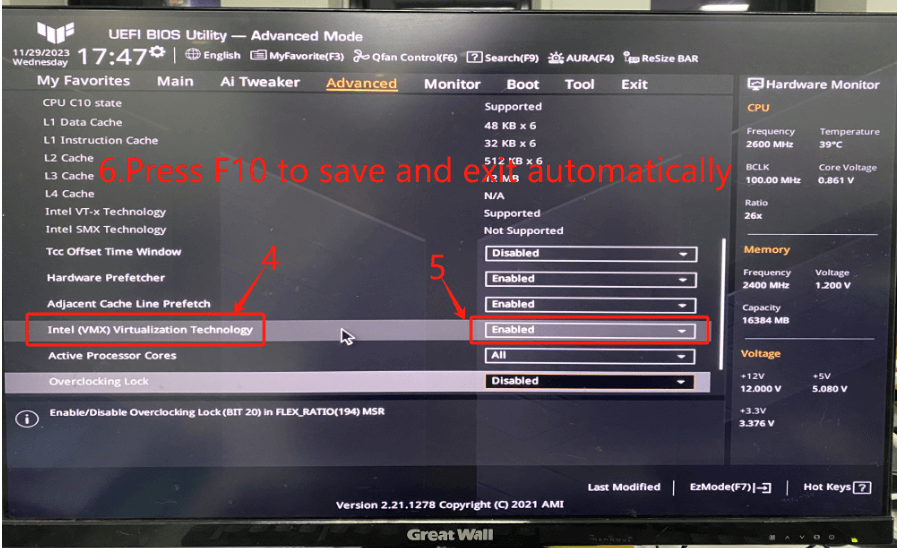 UEFI BIOS Utility — Advanced Mode
11/29/2023
Wednesday
17:47
English
MyFavorite(F3)
Qfan Control(F6)
? Search(F9)
AURA(F4)
ReSize BAR
My Favorites Main Ai Tweaker Advanced Monitor Boot Tool Exit
CPU C10 state Supported
L1 Data Cache 48 KB x 6
L1 Instruction Cache 32 KB x 6
L2 Cache 512 KB x 6
L3 Cache MB
6.Press F10 to save and exit automatically
L4 Cache N/A
Intel VT-x Technology Supported
Intel SMX Technology Not Supported
Tcc Offset Time Window Disabled
Hardware Prefetcher Enabled
4
5
Adjacent Cache Line Prefetch Enabled
Intel (VMX) Virtualization Technology Enabled
Active Processor Cores All
Overclocking Lock Disabled
i Enable/Disable Overclocking Lock (BIT 20) in FLEX_RATIO(194) MSR
Hardware Monitor
CPU
Frequency Temperature
2600 MHz 39°C
BCLK Core Voltage
100.00 MHz 0.861 V
Ratio
26x
Memory
Frequency Voltage
2400 MHz 1.200 V
Capacity
16384 MB
Voltage
+12V +5V
12.000 V 5.080 V
+3.3V
3.376 V
Last Modified EzMode(F7) Hot Keys ?
Version 2.21.1278 Copyright (C) 2021 AMI
Great Wall